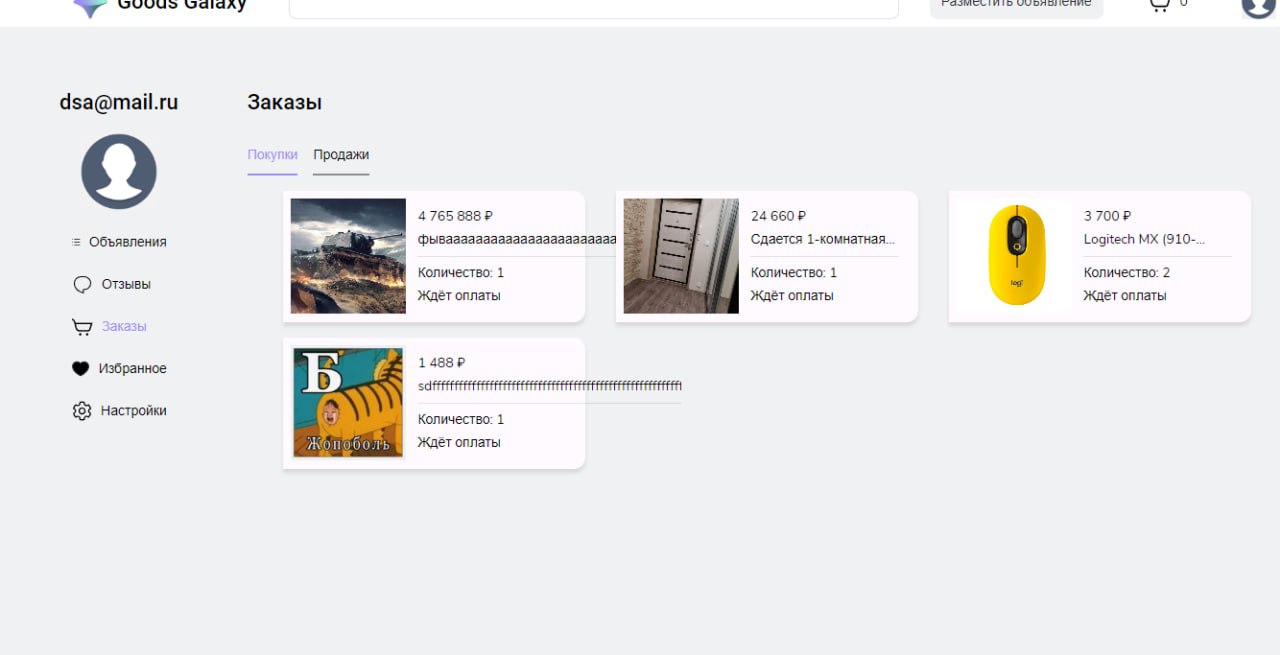 Goods Galaxy
Разместить объявление
0
dsa@mail.ru
Объявления
Отзывы
Заказы
Избранное
Настройки
Заказы
Покупки Продажи
4 765 888 ₽
Количество: 1
Ждёт оплаты
24 660 ₽
Сдается 1-комнатная...
Количество: 1
Ждёт оплаты
3 700 ₽
Logitech MX (910-...
logi
Количество: 2
Ждёт оплаты
Б
Жопоболь
1 488 ₽
Количество: 1
Ждёт оплаты